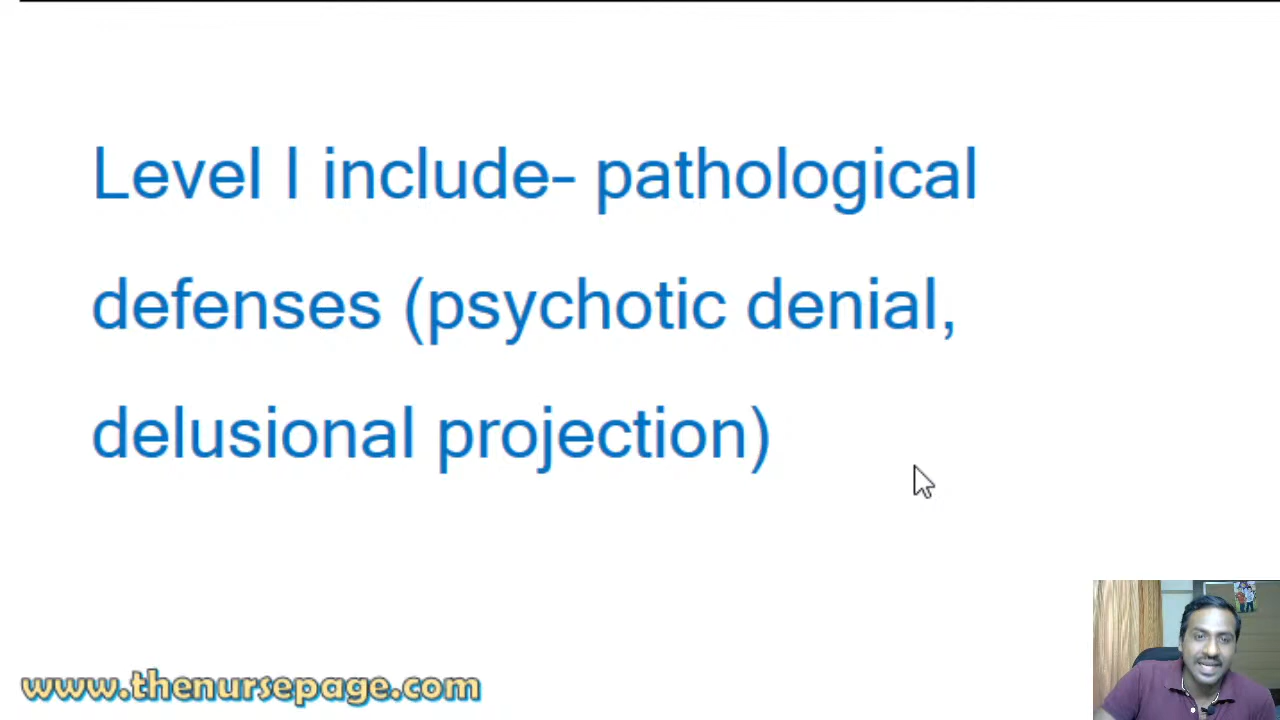 Level I include- pathological
defenses (psychotic denial,
delusional projection)
www.thenursepage.com